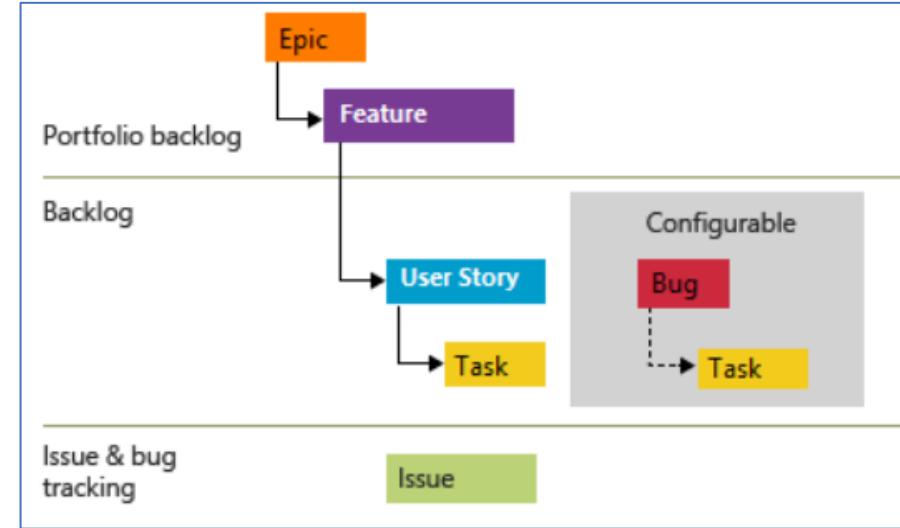 Epic
Feature
Portfolio backlog
Backlog
Configurable
User Story
Bug
Task
Task
Issue & bug
tracking
Issue